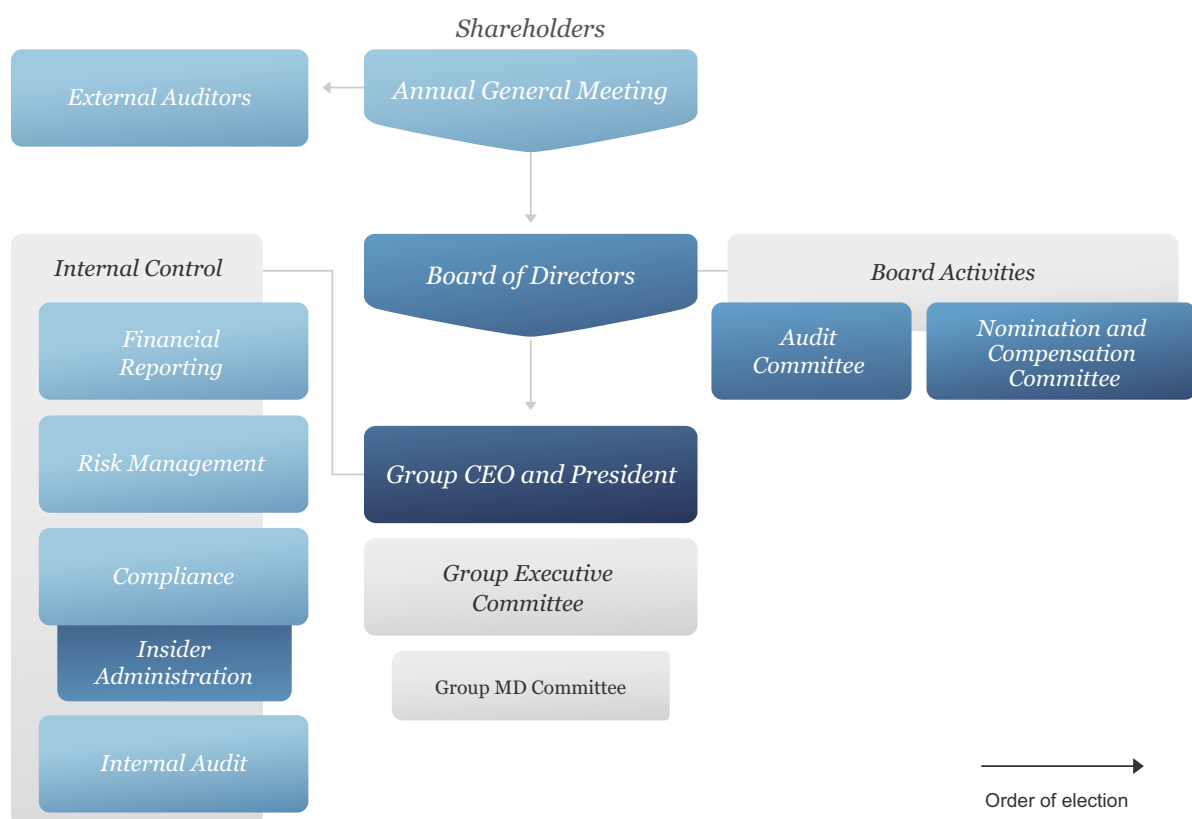 Shareholders
External Auditors
Annual General Meeting
Internal Control
Board of Directors
Board Activities
Financial
Reporting
Audit
Committee
Nomination and
Compensation
Committee
Risk Management
Group CEO and President
Compliance
Group Executive
Committee
Insider
Administration
Group MD Committee
Internal Audit
Order of election